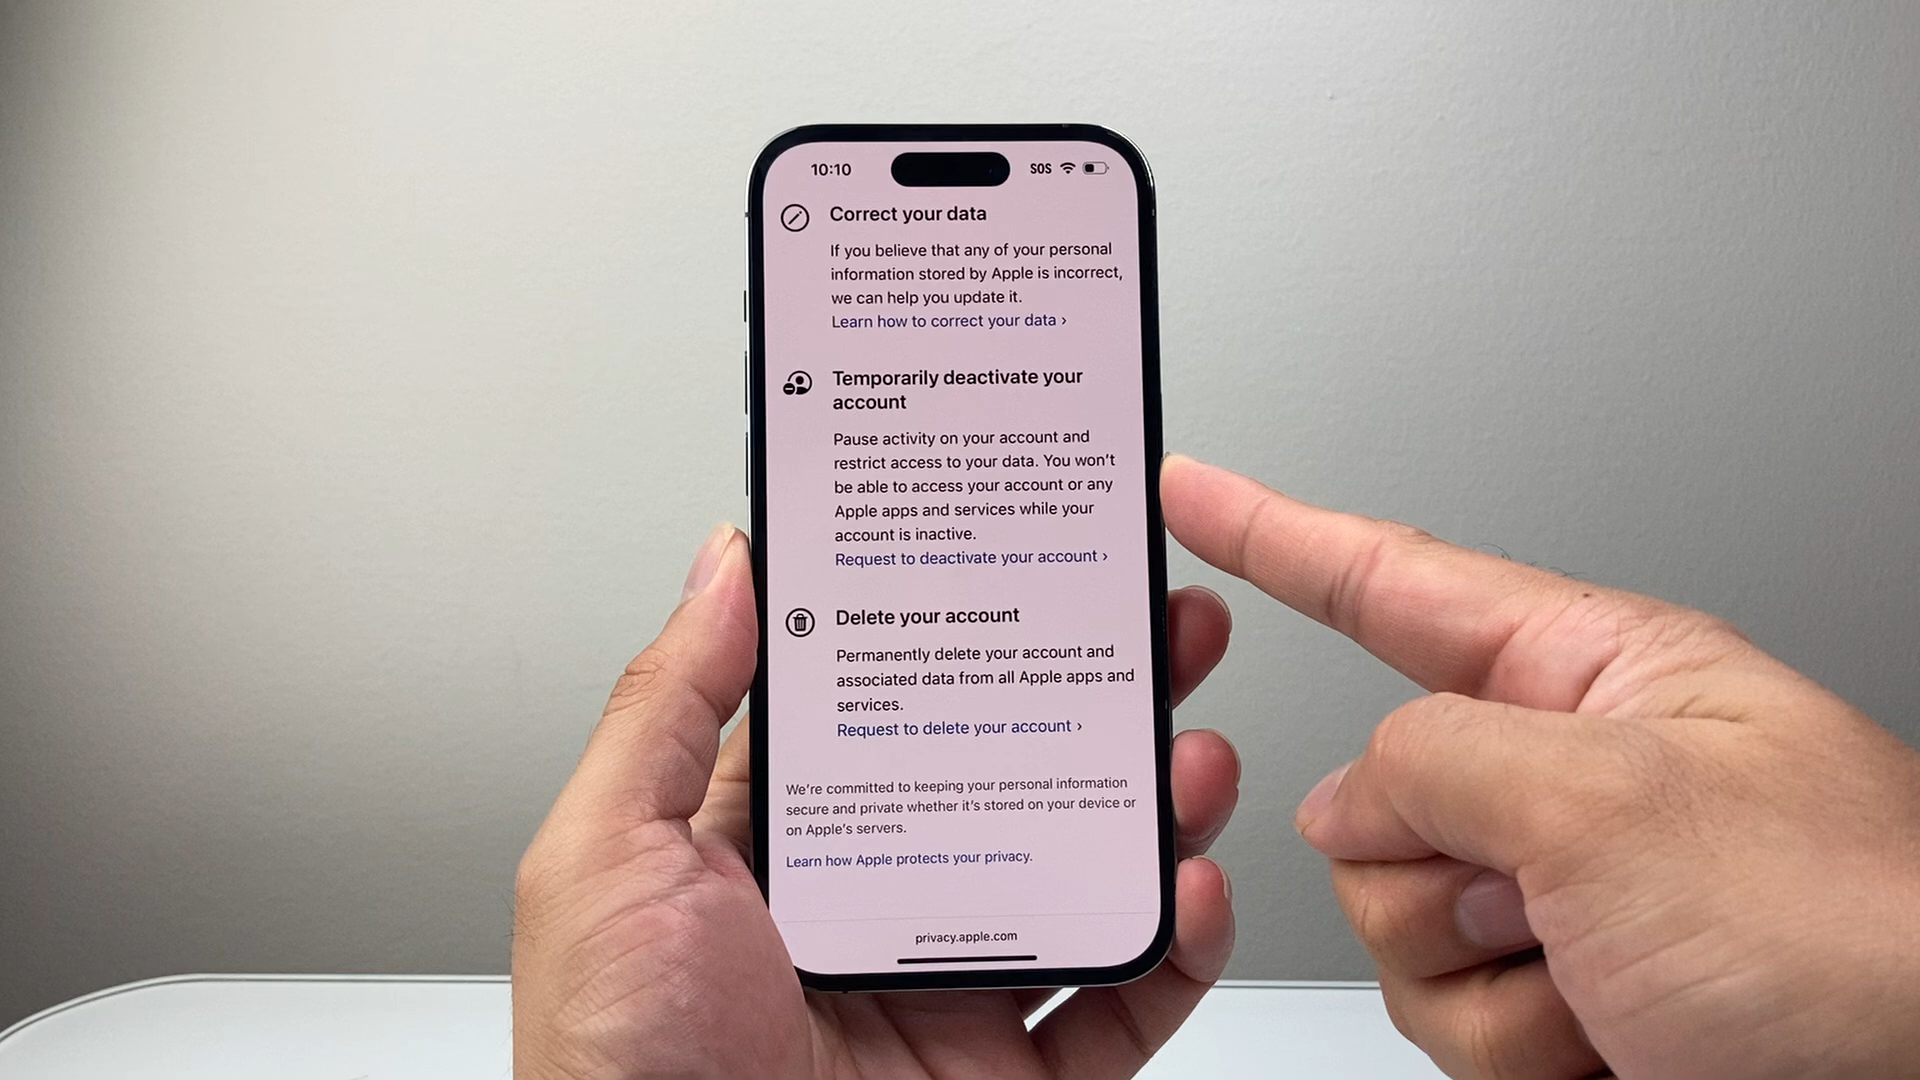 10:10 SOS
Correct your data
If you believe that any of your personal
information stored by Apple is incorrect,
we can help you update it.
Learn how to correct your data ›
Temporarily deactivate your
account
Pause activity on your account and
restrict access to your data. You won't
be able to access your account or any
Apple apps and services while your
account is inactive.
Request to deactivate your account ›
Delete your account
Permanently delete your account and
associated data from all Apple apps and
services.
Request to delete your account ›
We're committed to keeping your personal information
secure and private whether it's stored on your device or
on Apple's servers.
Learn how Apple protects your privacy.
privacy.apple.com